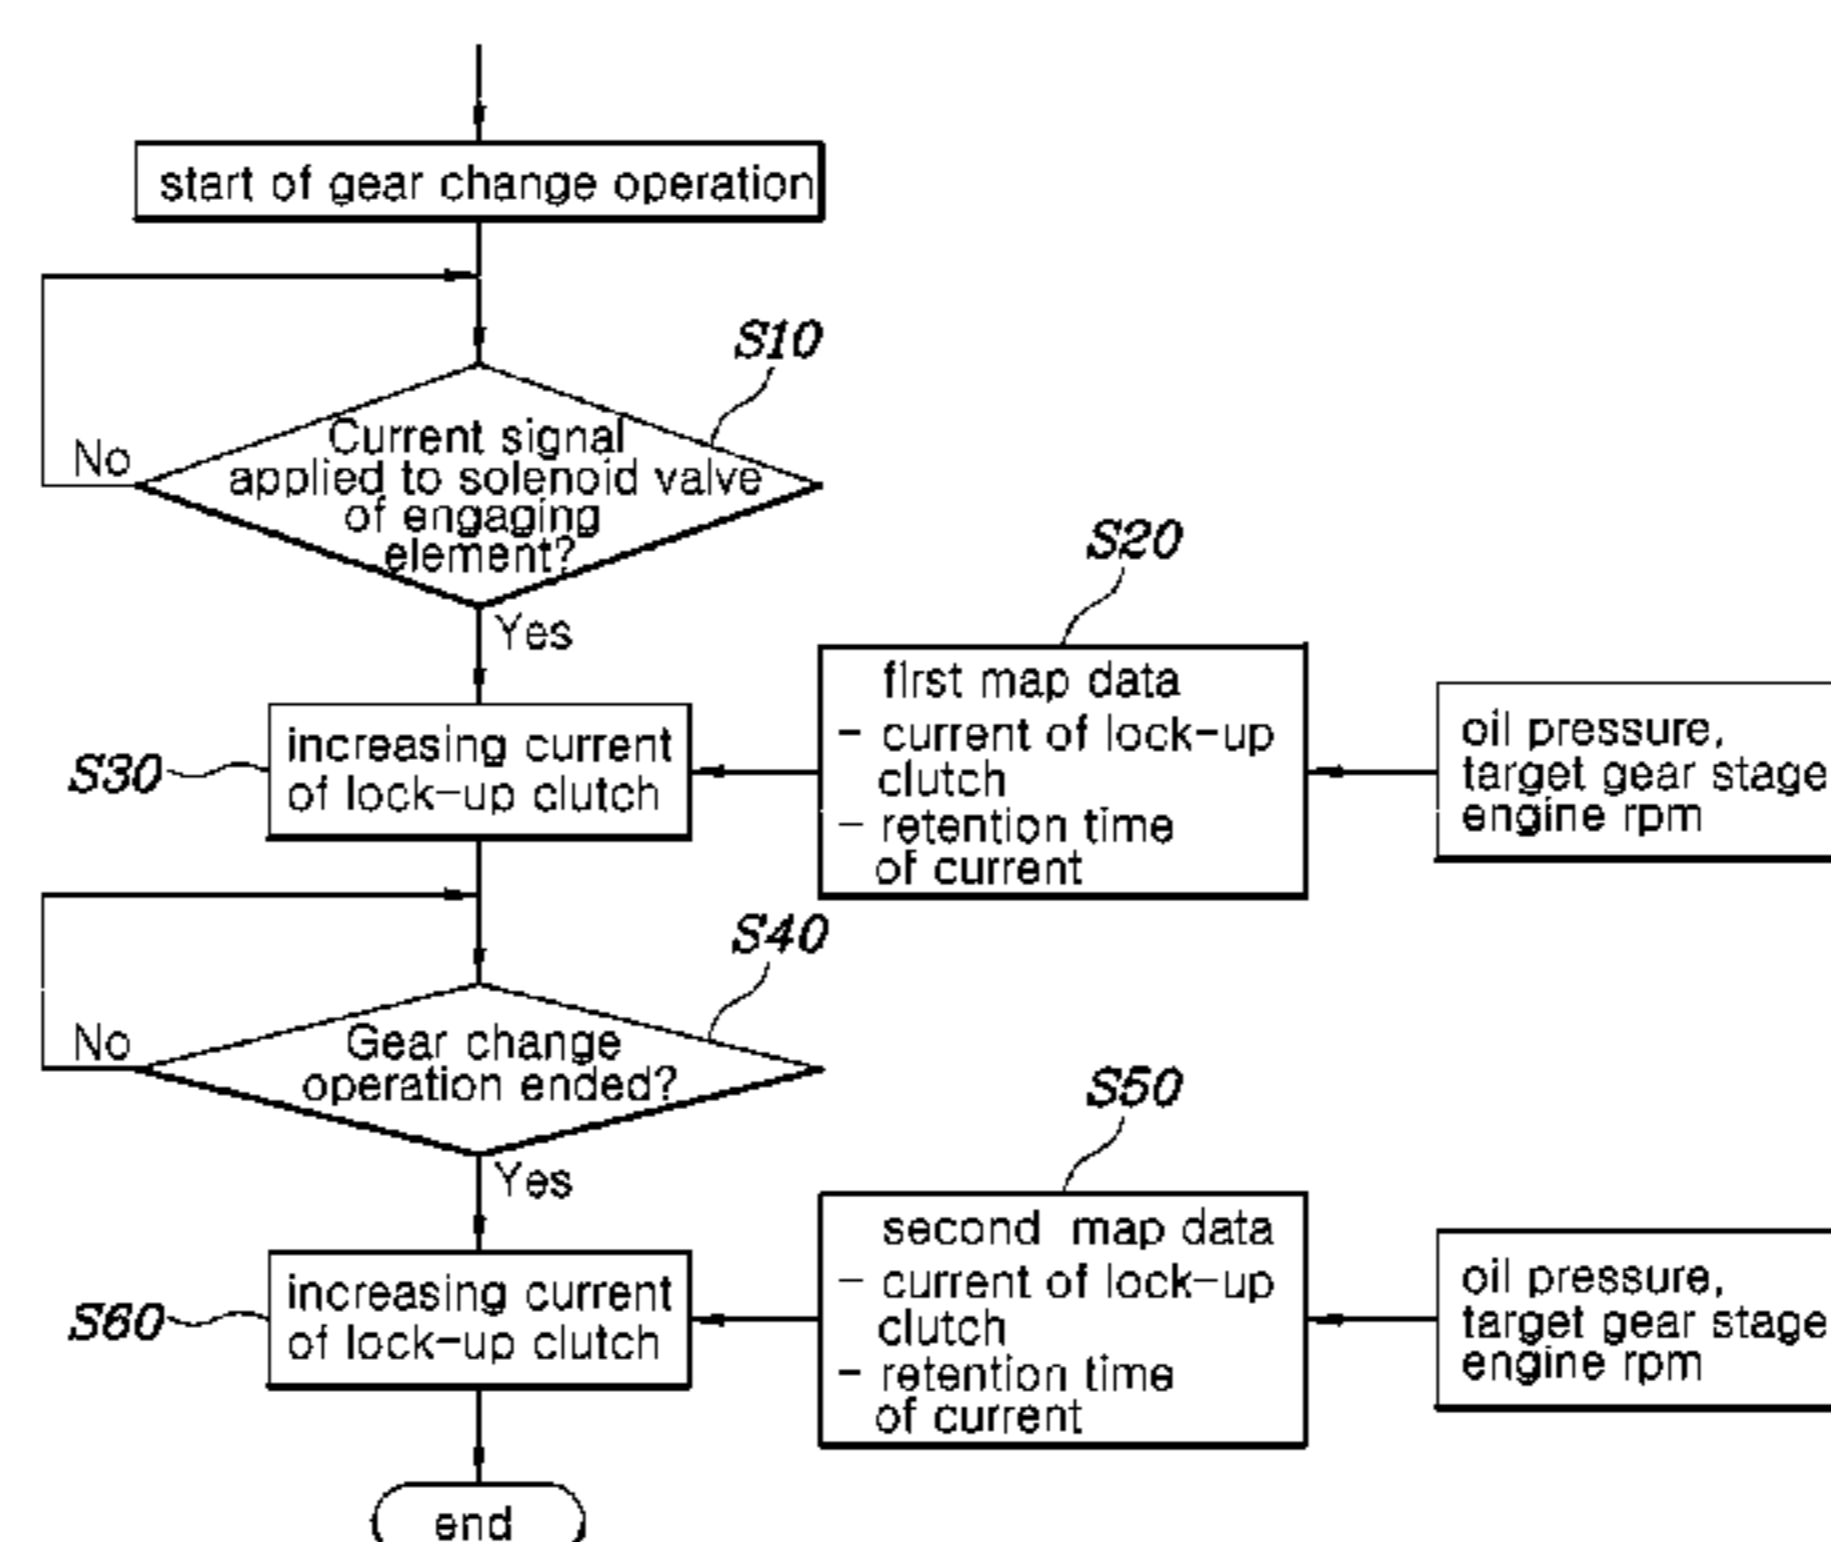 start of gear change operation
S10
Current signal
applied to solenoid valve
of engaging
element?
No
Yes
S20
first map data
- current of lock-up
clutch
- retention time
of current
oil pressure,
target gear stage
engine rpm
S30
increasing current
of lock-up clutch
S40
Gear change
operation ended?
No
Yes
S50
second map data
- current of lock-up
clutch
- retention time
of current
oil pressure,
target gear stage
engine rpm
S60
increasing current
of lock-up clutch
end